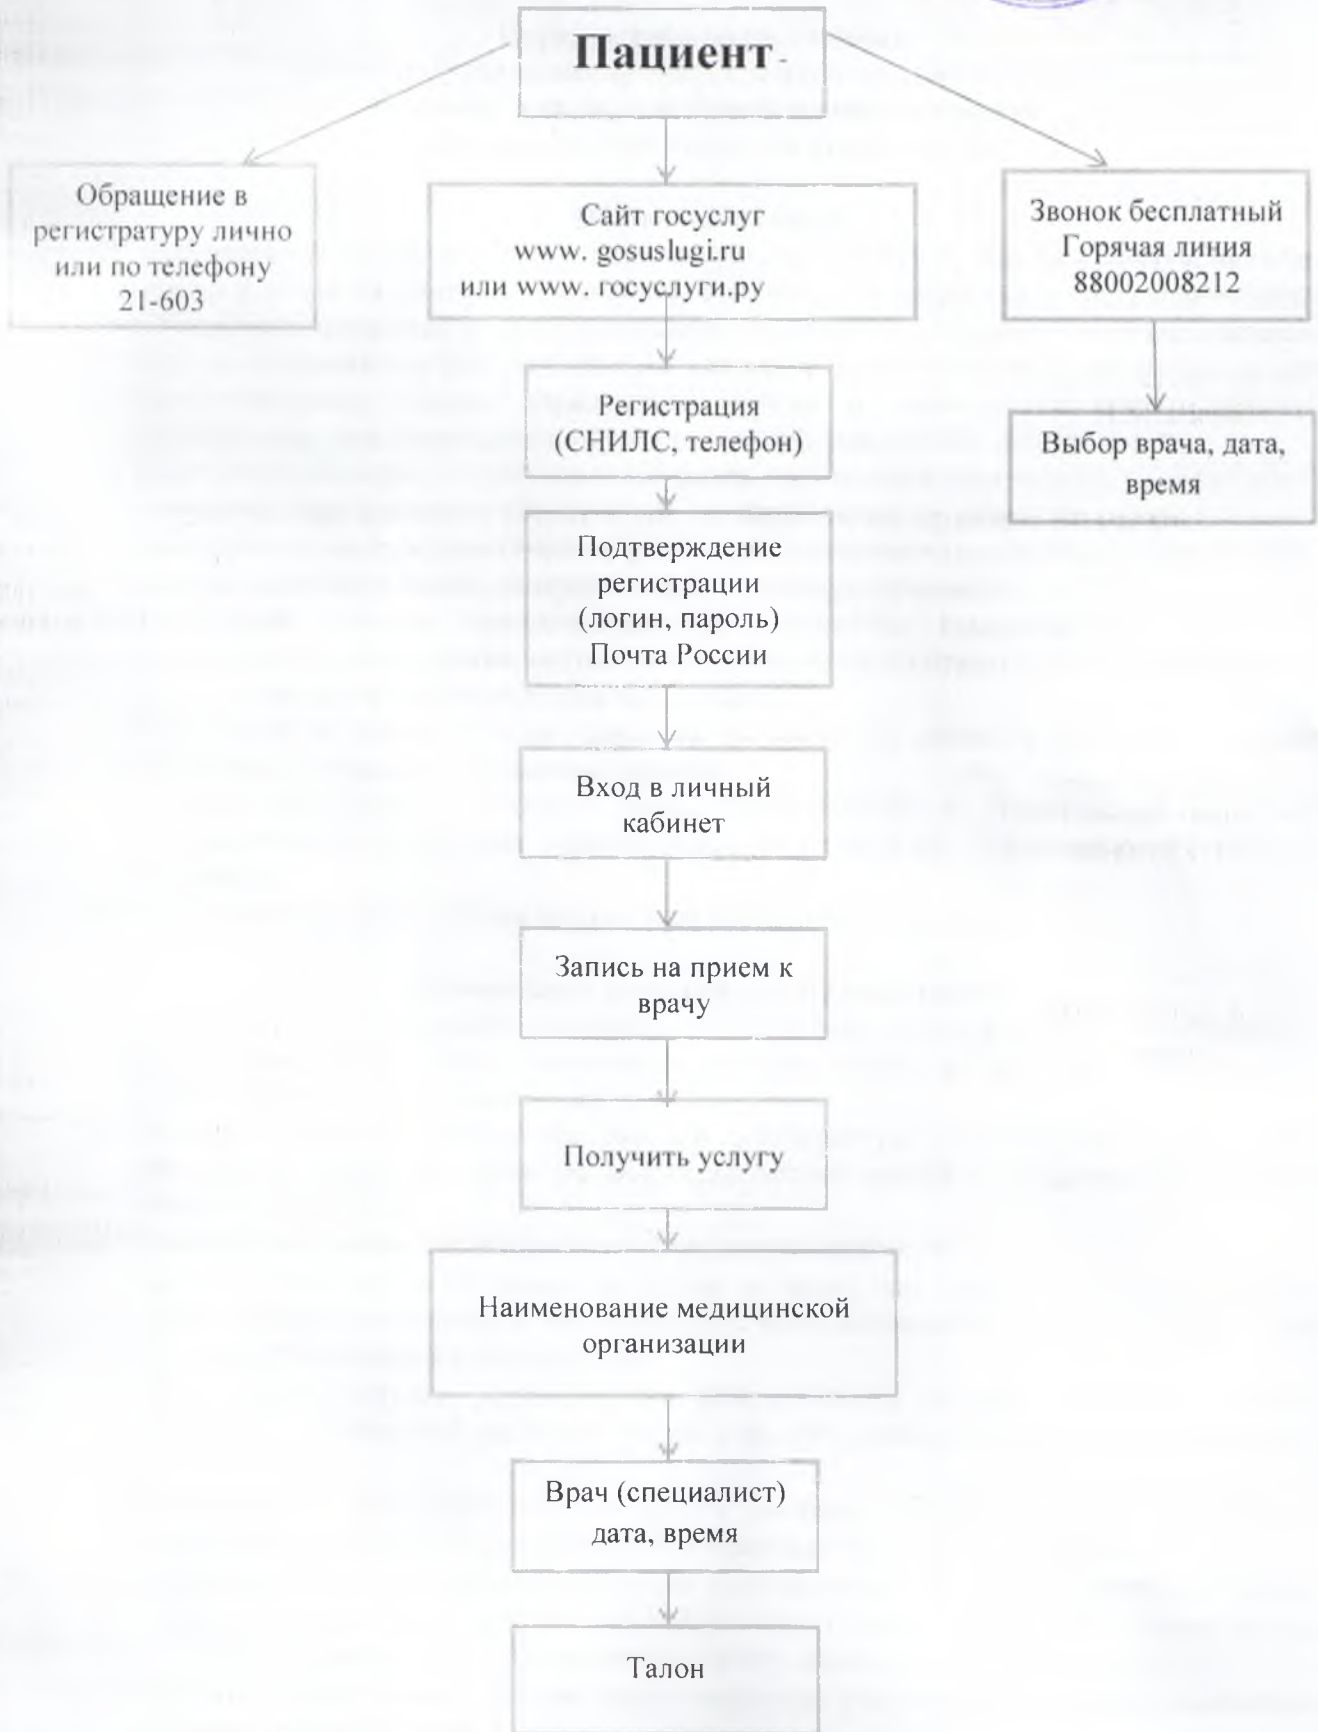 Пациент
Обращение в
регистратуру лично
или по телефону
21-603
Сайт госуслуг
www. gosuslugi.ru
или www. госуслуги.ру
Звонок бесплатный
Горячая линия
88002008212
Регистрация
(СНИЛС, телефон)
Выбор врача, дата,
время
Подтверждение
регистрации
(логин, пароль)
Почта России
Вход в личный
кабинет
Запись на прием к
врачу
Получить услугу
Наименование медицинской
организации
Врач (специалист)
дата, время
Талон